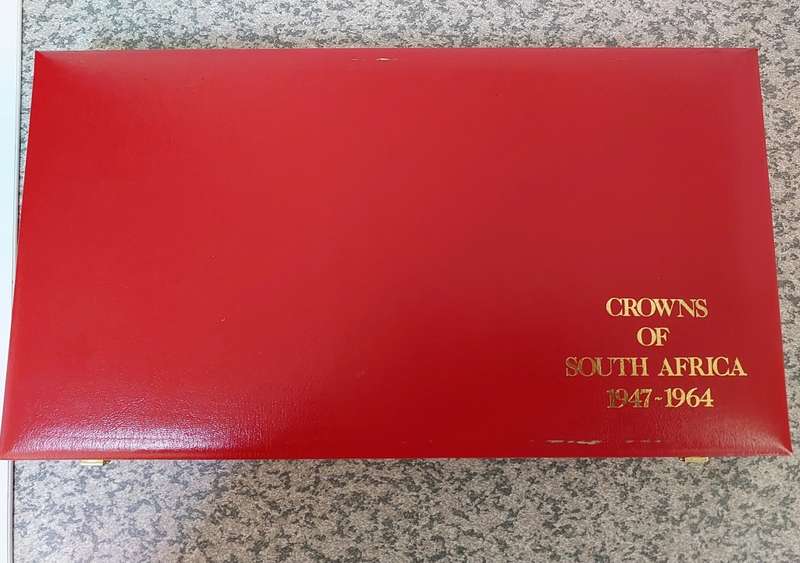 CROWNS
OF
SOUTH AFRICA
1947~1964